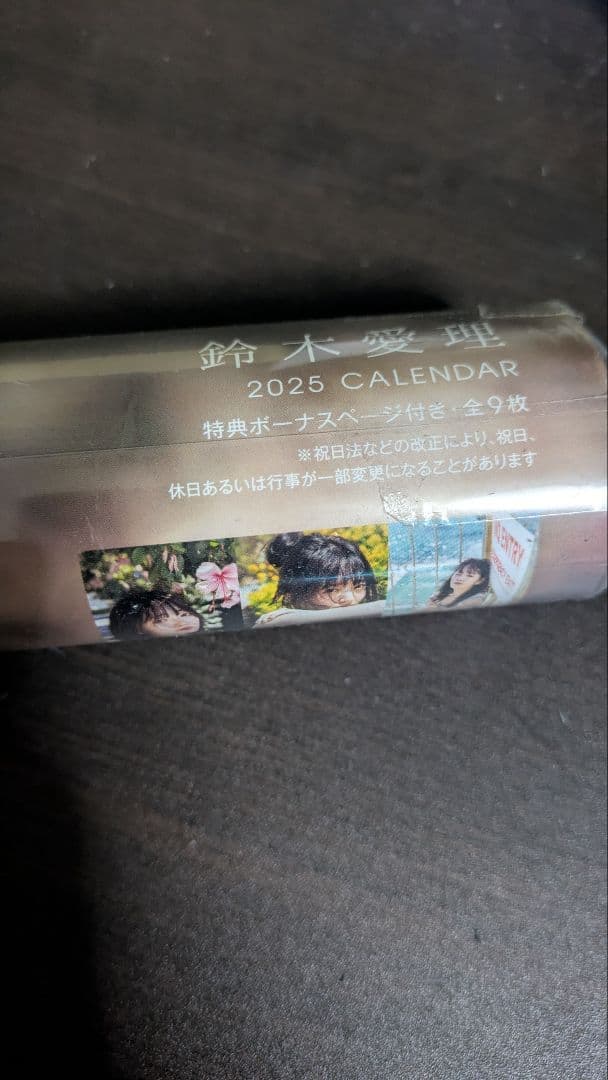 鈴木愛理
2025 CALENDAR
特典ボーナスページ付き 全9枚
※祝日法などの改正により、祝日、
休日あるいは行事が一部変更になることがあります